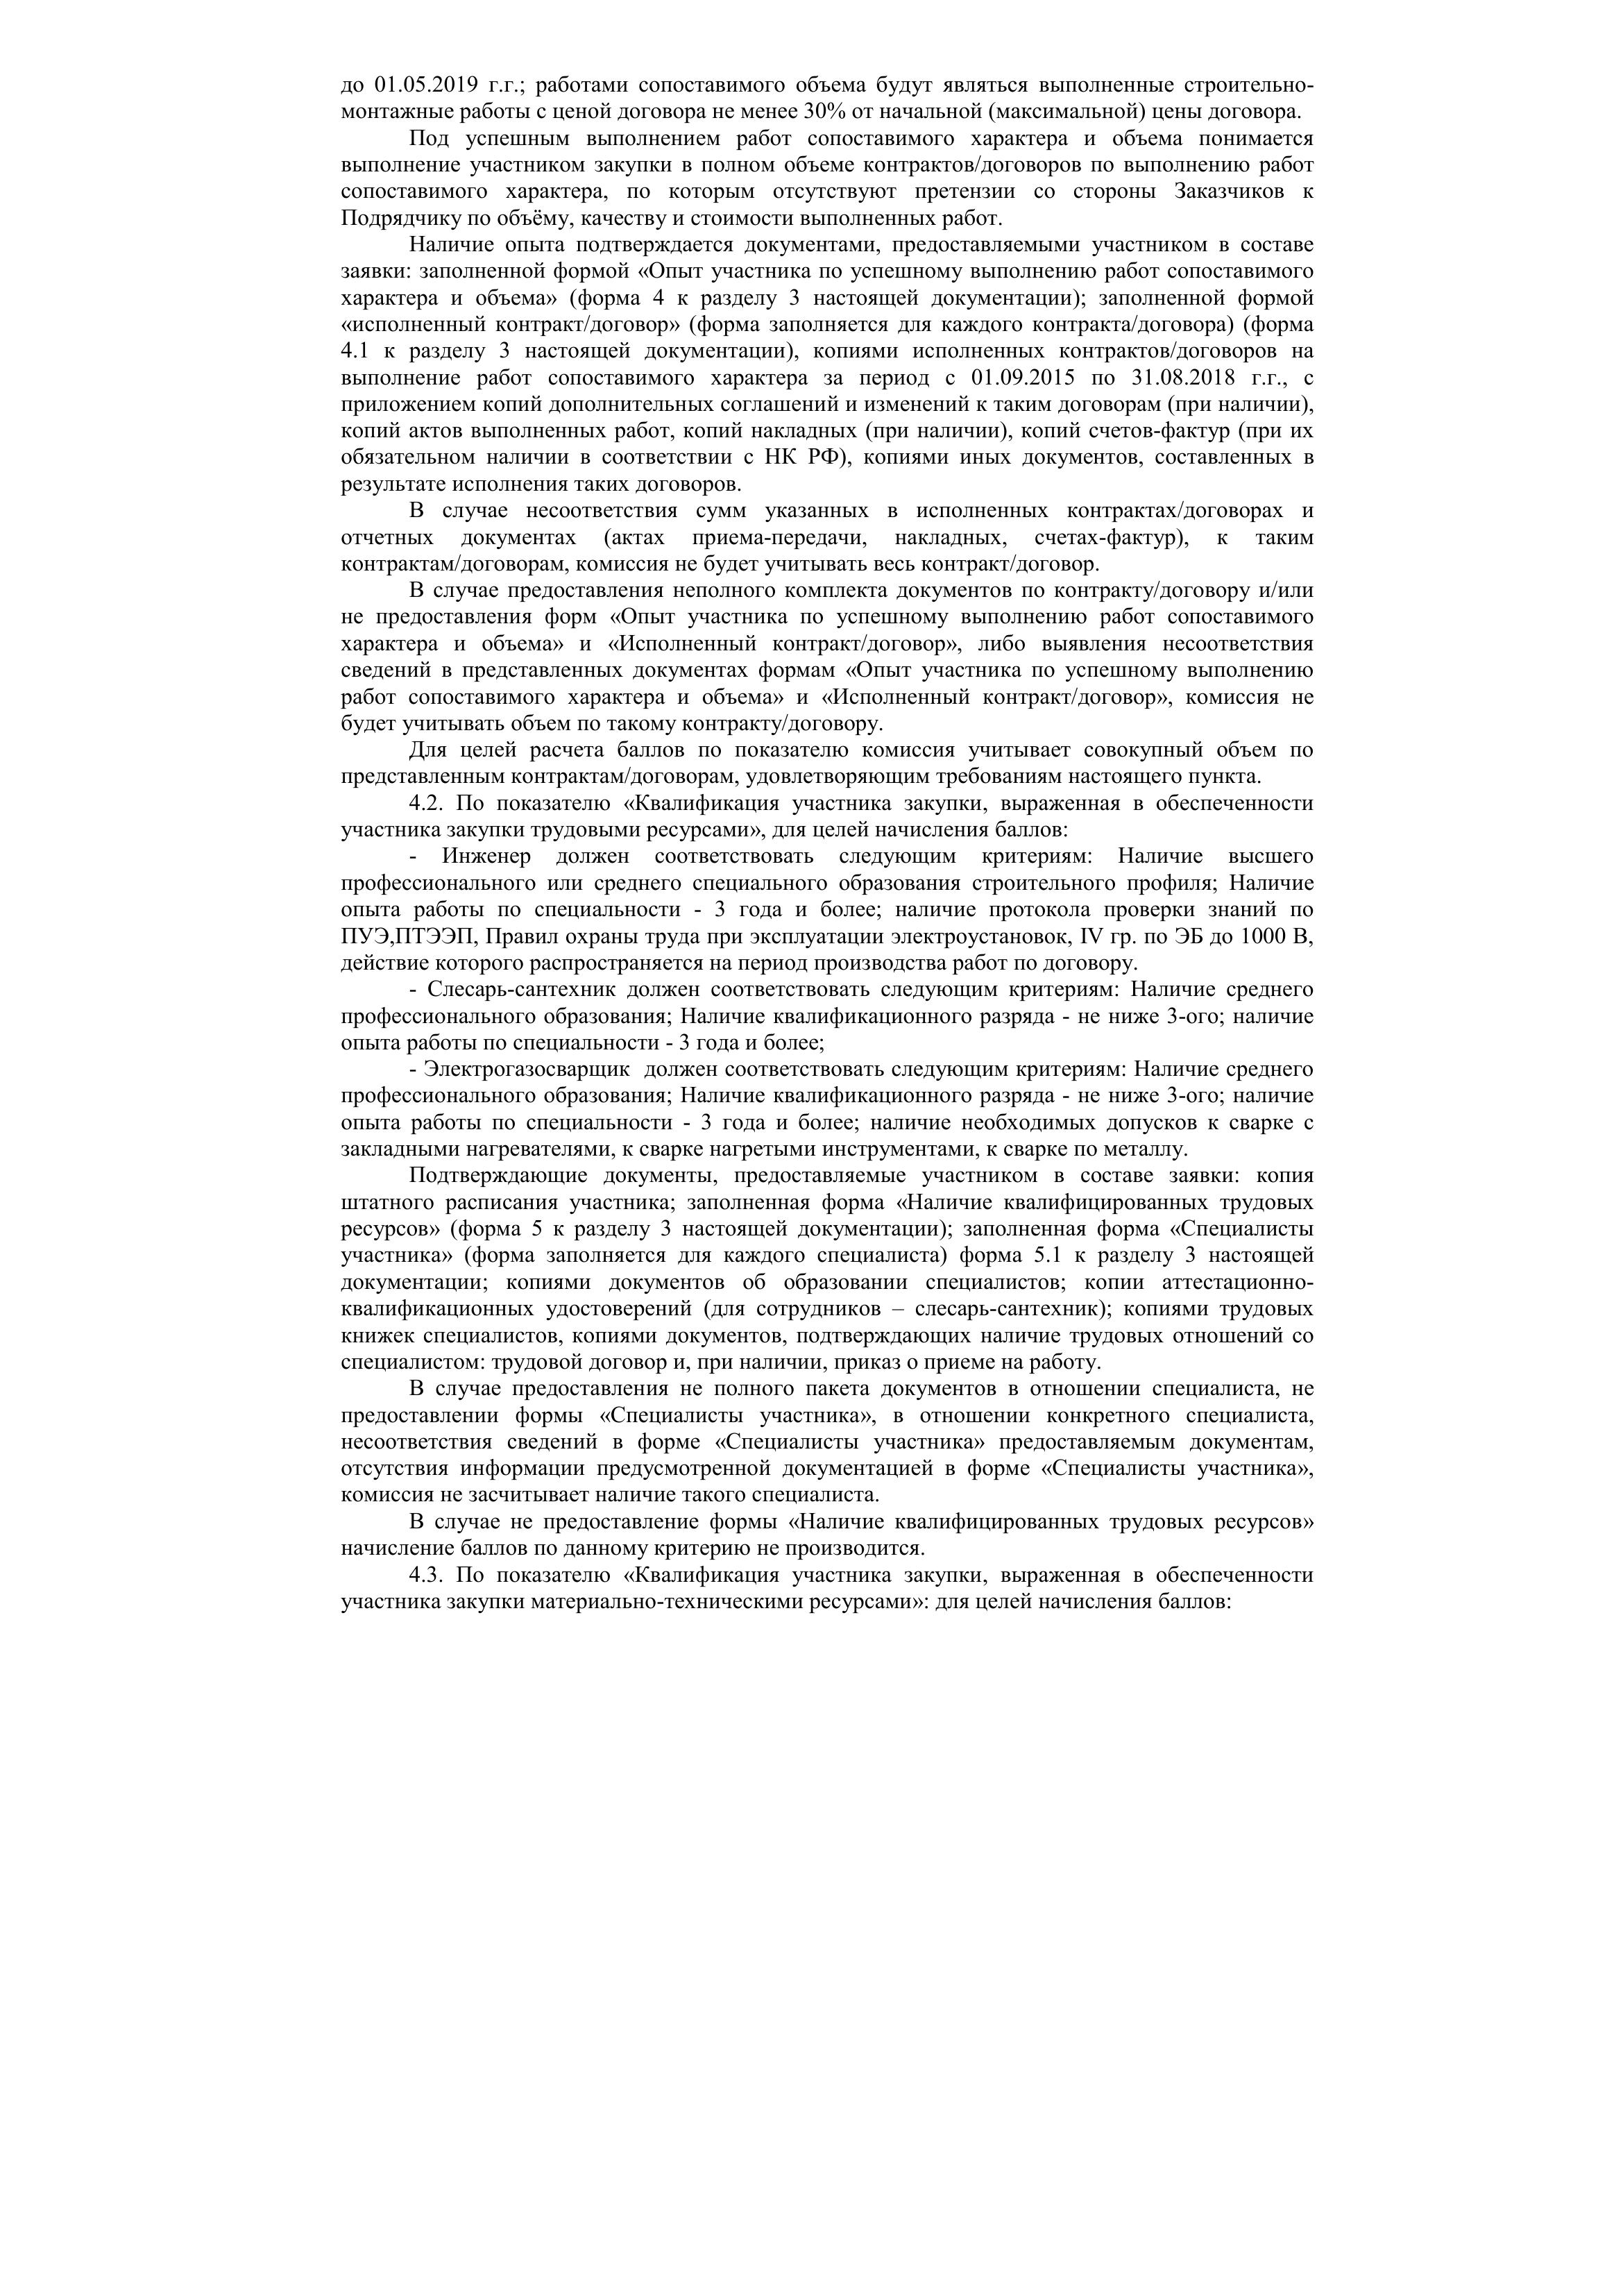 до 01.05.2019 г.г.; работами сопоставимого объема будут являться выполненные строительно-
монтажные работы с ценой договора не менее 30% от начальной (максимальной) цены договора.
Под успешным выполнением работ сопоставимого характера и объема понимается
выполнение участником закупки в полном объеме контрактов/договоров по выполнению работ
сопоставимого характера, по которым отсутствуют претензии со стороны Заказчиков к
Подрядчику по объёму, качеству и стоимости выполненных работ.
Наличие опыта подтверждается документами, предоставляемыми участником в составе
заявки: заполненной формой «Опыт участника по успешному выполнению работ сопоставимого
характера и объема» (форма 4 к разделу 3 настоящей документации); заполненной формой
«исполненный контракт/договор» (форма заполняется для каждого контракта/договора) (форма
4.1 к разделу 3 настоящей документации), копиями исполненных контрактов/договоров на
выполнение работ сопоставимого характера за период с 01.09.2015 по 31.08.2018 г.г., с
приложением копий дополнительных соглашений и изменений к таким договорам (при наличии),
копий актов выполненных работ, копий накладных (при наличии), копий счетов-фактур (при их
обязательном наличии в соответствии с НК РФ), копиями иных документов, составленных в
результате исполнения таких договоров.
В случае несоответствия сумм указанных в исполненных контрактах/договорах и
отчетных документах (актах приема-передачи, накладных, счетах-фактур), к таким
контрактам/договорам, комиссия не будет учитывать весь контракт/договор.
В случае предоставления неполного комплекта документов по контракту/договору и/или
не предоставления форм «Опыт участника по успешному выполнению работ сопоставимого
характера и объема» и «Исполненный контракт/договор», либо выявления несоответствия
сведений в представленных документах формам «Опыт участника по успешному выполнению
работ сопоставимого характера и объема» и «Исполненный контракт/договор», комиссия не
будет учитывать объем по такому контракту/договору.
Для целей расчета баллов по показателю комиссия учитывает совокупный объем по
представленным контрактам/договорам, удовлетворяющим требованиям настоящего пункта.
4.2. По показателю «Квалификация участника закупки, выраженная в обеспеченности
участника закупки трудовыми ресурсами», для целей начисления баллов:
- Инженер должен соответствовать следующим критериям: Наличие высшего
профессионального или среднего специального образования строительного профиля; Наличие
опыта работы по специальности - 3 года и более; наличие протокола проверки знаний по
ПУЭ,ПТЭЭП, Правил охраны труда при эксплуатации электроустановок, IV гр. по ЭБ до 1000 В,
действие которого распространяется на период производства работ по договору.
- Слесарь-сантехник должен соответствовать следующим критериям: Наличие среднего
профессионального образования; Наличие квалификационного разряда - не ниже 3-ого; наличие
опыта работы по специальности - 3 года и более;
- Электрогазосварщик  должен соответствовать следующим критериям: Наличие среднего
профессионального образования; Наличие квалификационного разряда - не ниже 3-ого; наличие
опыта работы по специальности - 3 года и более; наличие необходимых допусков к сварке с
закладными нагревателями, к сварке нагретыми инструментами, к сварке по металлу.
Подтверждающие документы, предоставляемые участником в составе заявки: копия
штатного расписания участника; заполненная форма «Наличие квалифицированных трудовых
ресурсов» (форма 5 к разделу 3 настоящей документации); заполненная форма «Специалисты
участника» (форма заполняется для каждого специалиста) форма 5.1 к разделу 3 настоящей
документации; копиями документов об образовании специалистов; копии аттестационно-
квалификационных удостоверений (для сотрудников – слесарь-сантехник); копиями трудовых
книжек специалистов, копиями документов, подтверждающих наличие трудовых отношений со
специалистом: трудовой договор и, при наличии, приказ о приеме на работу.
В случае предоставления не полного пакета документов в отношении специалиста, не
предоставлении формы «Специалисты участника», в отношении конкретного специалиста,
несоответствия сведений в форме «Специалисты участника» предоставляемым документам,
отсутствия информации предусмотренной документацией в форме «Специалисты участника»,
комиссия не засчитывает наличие такого специалиста.
В случае не предоставление формы «Наличие квалифицированных трудовых ресурсов»
начисление баллов по данному критерию не производится.
4.3. По показателю «Квалификация участника закупки, выраженная в обеспеченности
участника закупки материально-техническими ресурсами»: для целей начисления баллов: